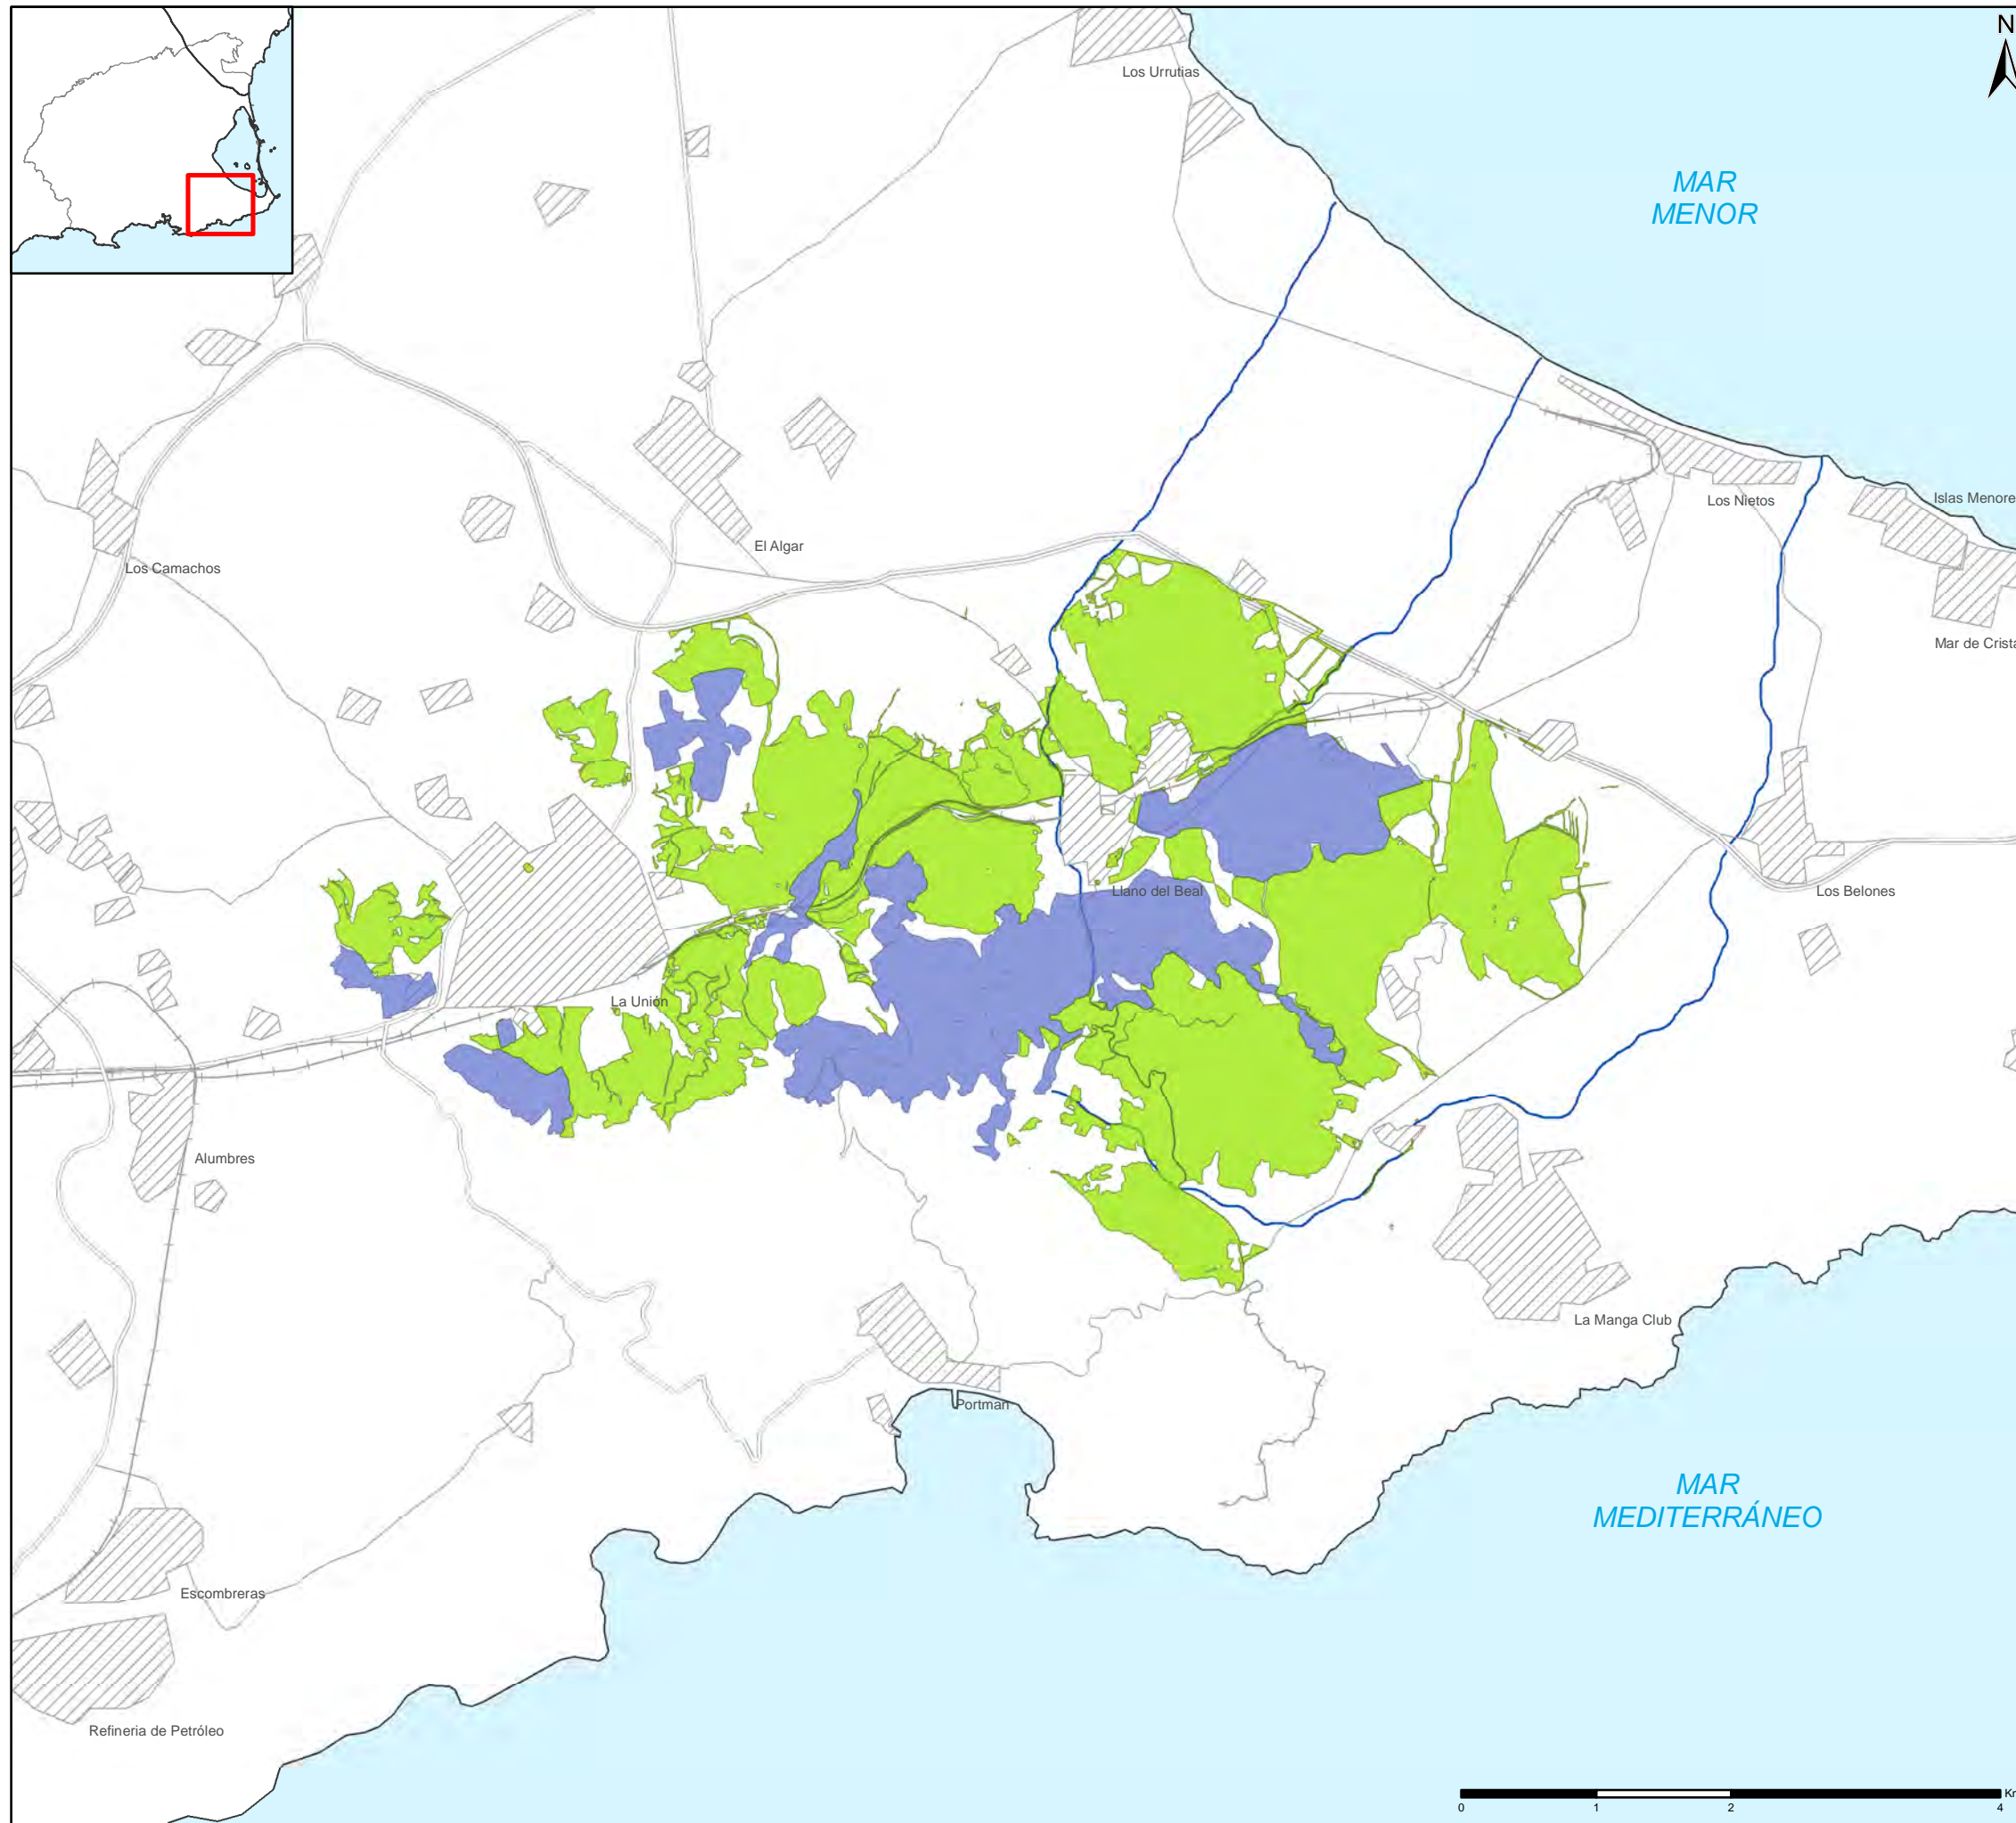 N
Los Urrutias
MAR
MENOR
Islas Menore
Los Nietos
El Algar
Los Camachos
Mar de Crista
Llano del Beal
Los Belones
La Unión
Alumbres
La Manga Club
Portman
MAR
MEDITERRÁNEO
Escombreras
Refineria de Petróleo
0 1 2 4